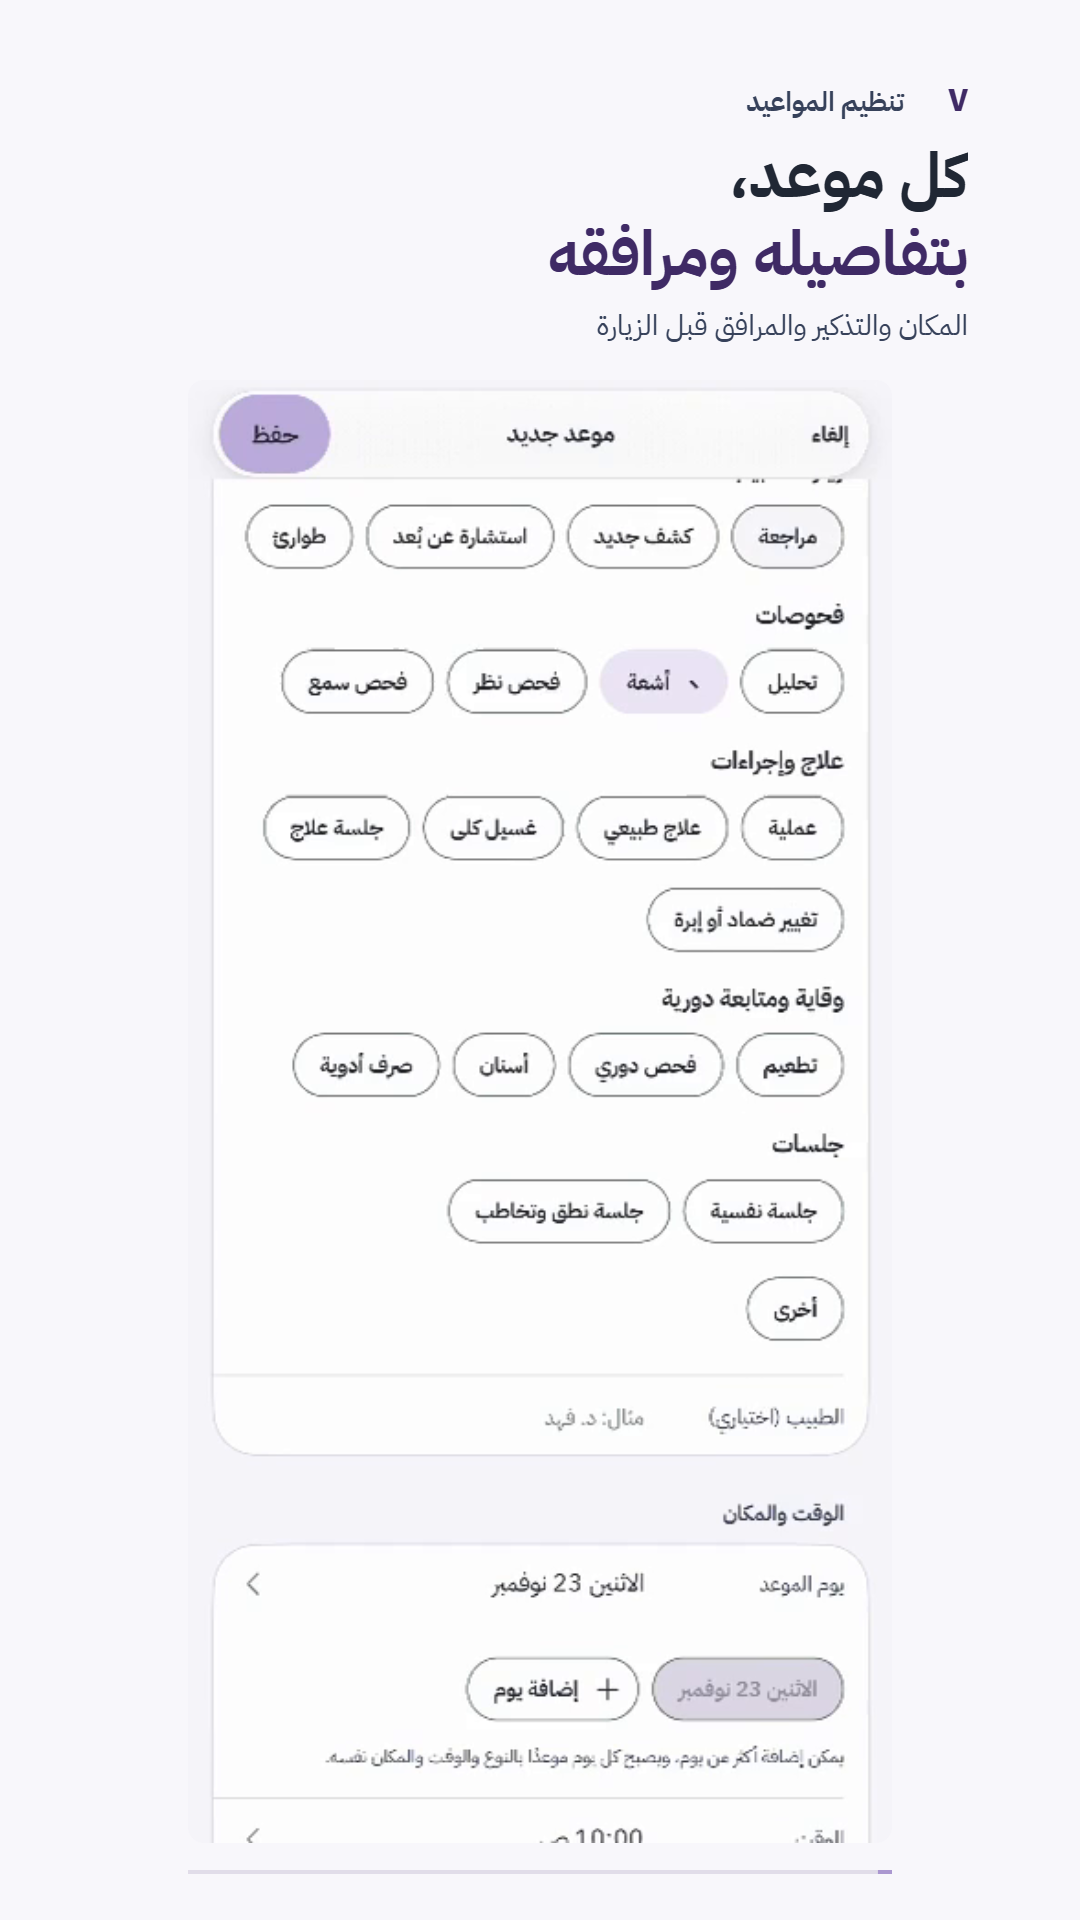 ٧ تنظيم المواعيد
كل موعد،
بتفاصيله ومرافقه
المكان والتذكير والمرافق قبل الزيارة
إلغاء موعد جديد حفظ
مراجعة كشف جديد استشارة عن بُعد طوارئ
فحوصات
تحليل أشعة فحص نظر فحص سمع
علاج وإجراءات
عملية علاج طبيعي غسيل كلى جلسة علاج
تغيير ضماد أو إبرة
وقاية ومتابعة دورية
تطعيم فحص دوري أسنان صرف أدوية
جلسات
جلسة نفسية جلسة نطق وتخاطب
أخرى
الطبيب (اختياري) مثال: د. فهد
الوقت والمكان
يوم الموعد الاثنين 23 نوفمبر
الاثنين 23 نوفمبر + إضافة يوم
يمكن إضافة أكثر من يوم، ويصبح كل يوم موعدًا بالنوع والوقت والمكان نفسه.
الوقت 10:00 ص